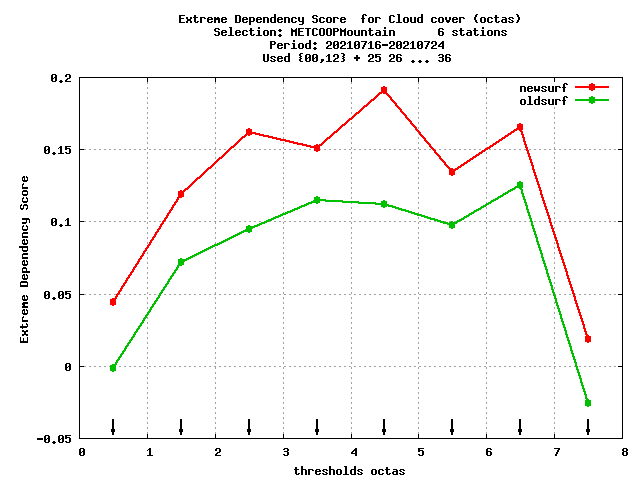 Extreme Dependency Score  for Cloud cover (octas)
Selection: METCOOPMountain      6 stations
Period: 20210716-20210724
Used {00,12} + 25 26 ... 36
newsurf
oldsurf
0.2
0.15
0.1
0.05
0
-0.05
Extreme Dependency Score
0 1 2 3 4 5 6 7 8
thresholds octas